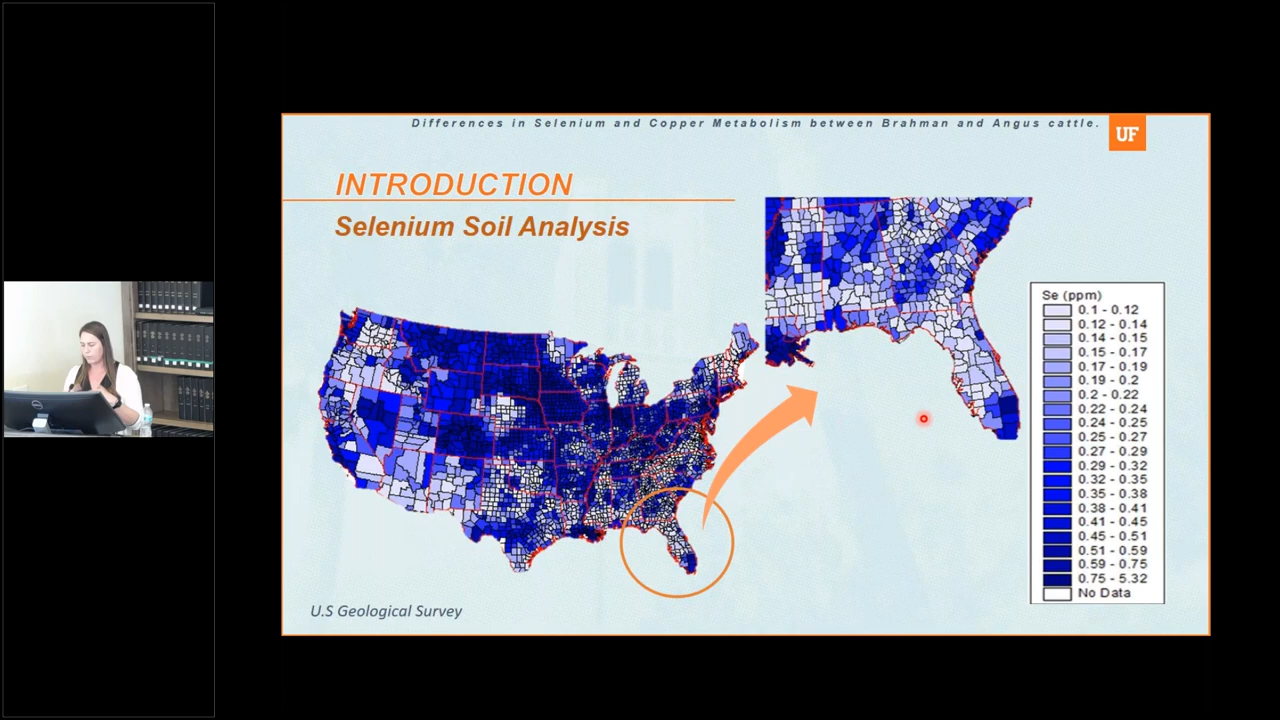 Differences in Selenium and Copper Metabolism between Brahman and Angus cattle.
UF
INTRODUCTION
Selenium Soil Analysis
Se (ppm)
0.1 - 0.12
0.12 - 0.14
0.14 - 0.15
0.15 - 0.17
0.17 - 0.19
0.19 - 0.2
0.2 - 0.22
0.22 - 0.24
0.24 - 0.25
0.25 - 0.27
0.27 - 0.29
0.29 - 0.32
0.32 - 0.35
0.35 - 0.38
0.38 - 0.41
0.41 - 0.45
0.45 - 0.51
0.51 - 0.59
0.59 - 0.75
0.75 - 5.32
No Data
U.S Geological Survey